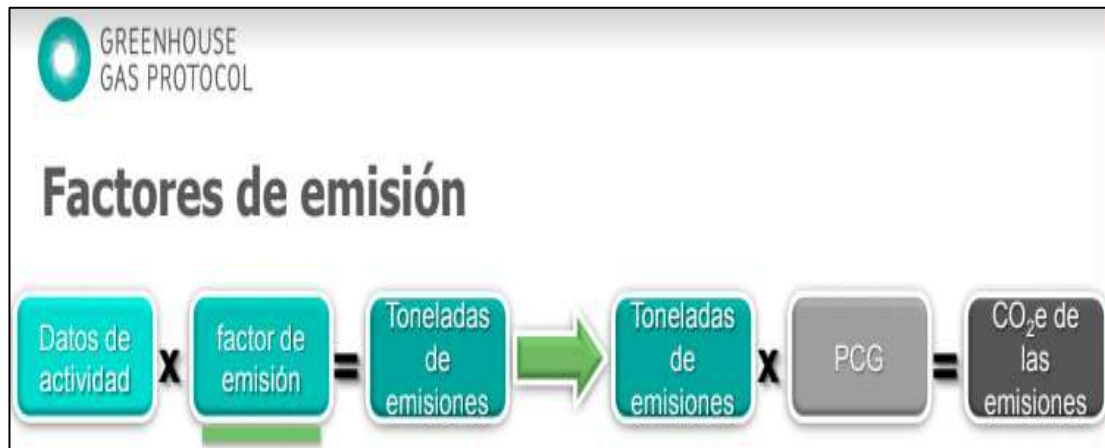 GREENHOUSE
GAS PROTOCOL
Factores de emisión
Datos de
actividad
x
factor de
emisión
=
Toneladas
de
emisiones
Toneladas
de
emisiones
x
PCG
=
CO₂e de
las
emisiones